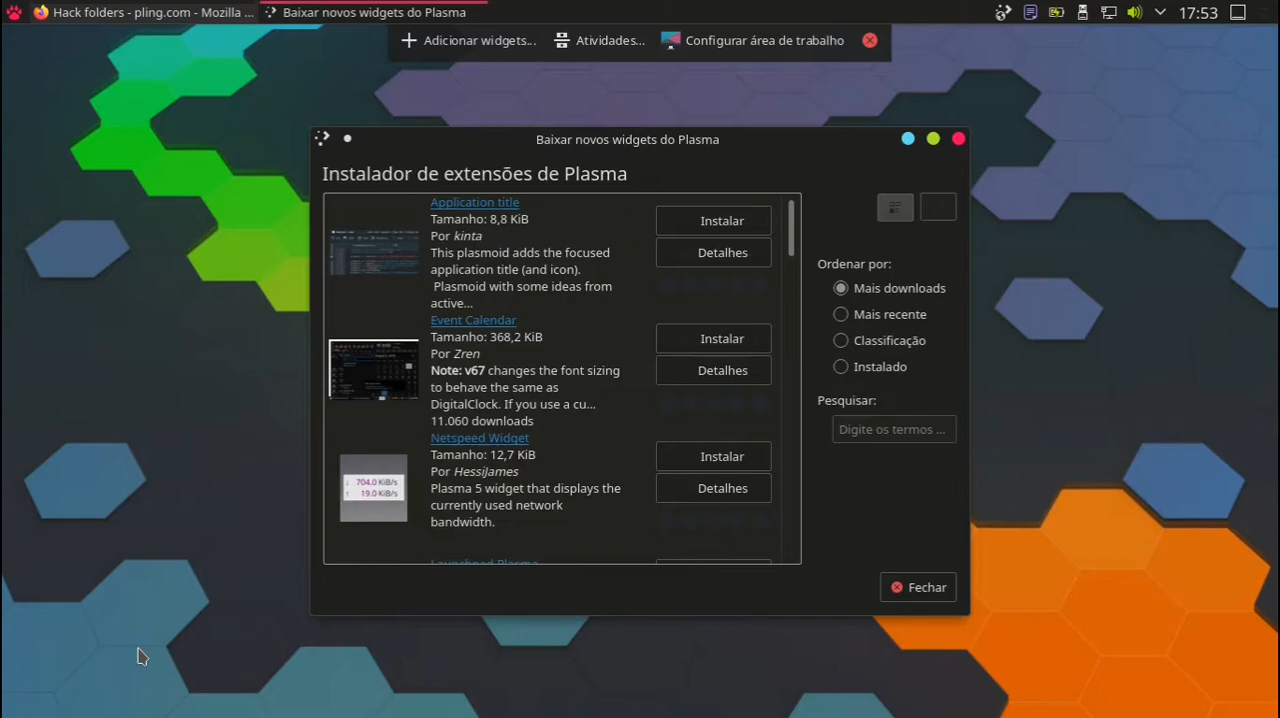 Hack folders - pling.com - Mozilla ...
Baixar novos widgets do Plasma
17:53
Adicionar widgets...
Atividades...
Configurar área de trabalho
Baixar novos widgets do Plasma
Instalador de extensões de Plasma
Application title
Tamanho: 8,8 KiB
Por kinta
This plasmoid adds the focused
application title (and icon).
Plasmoid with some ideas from
active...
Instalar
Detalhes
Event Calendar
Tamanho: 368,2 KiB
Por Zren
Note: v67 changes the font sizing
to behave the same as
DigitalClock. If you use a cu...
11.060 downloads
Instalar
Detalhes
704.0 KiB/s
19.0 KiB/s
Netspeed Widget
Tamanho: 12,7 KiB
Por HessiJames
Plasma 5 widget that displays the
currently used network
bandwidth.
Instalar
Detalhes
Launchpad Plasma
Ordenar por:
Mais downloads
Mais recente
Classificação
Instalado
Pesquisar:
Digite os termos ...
Fechar